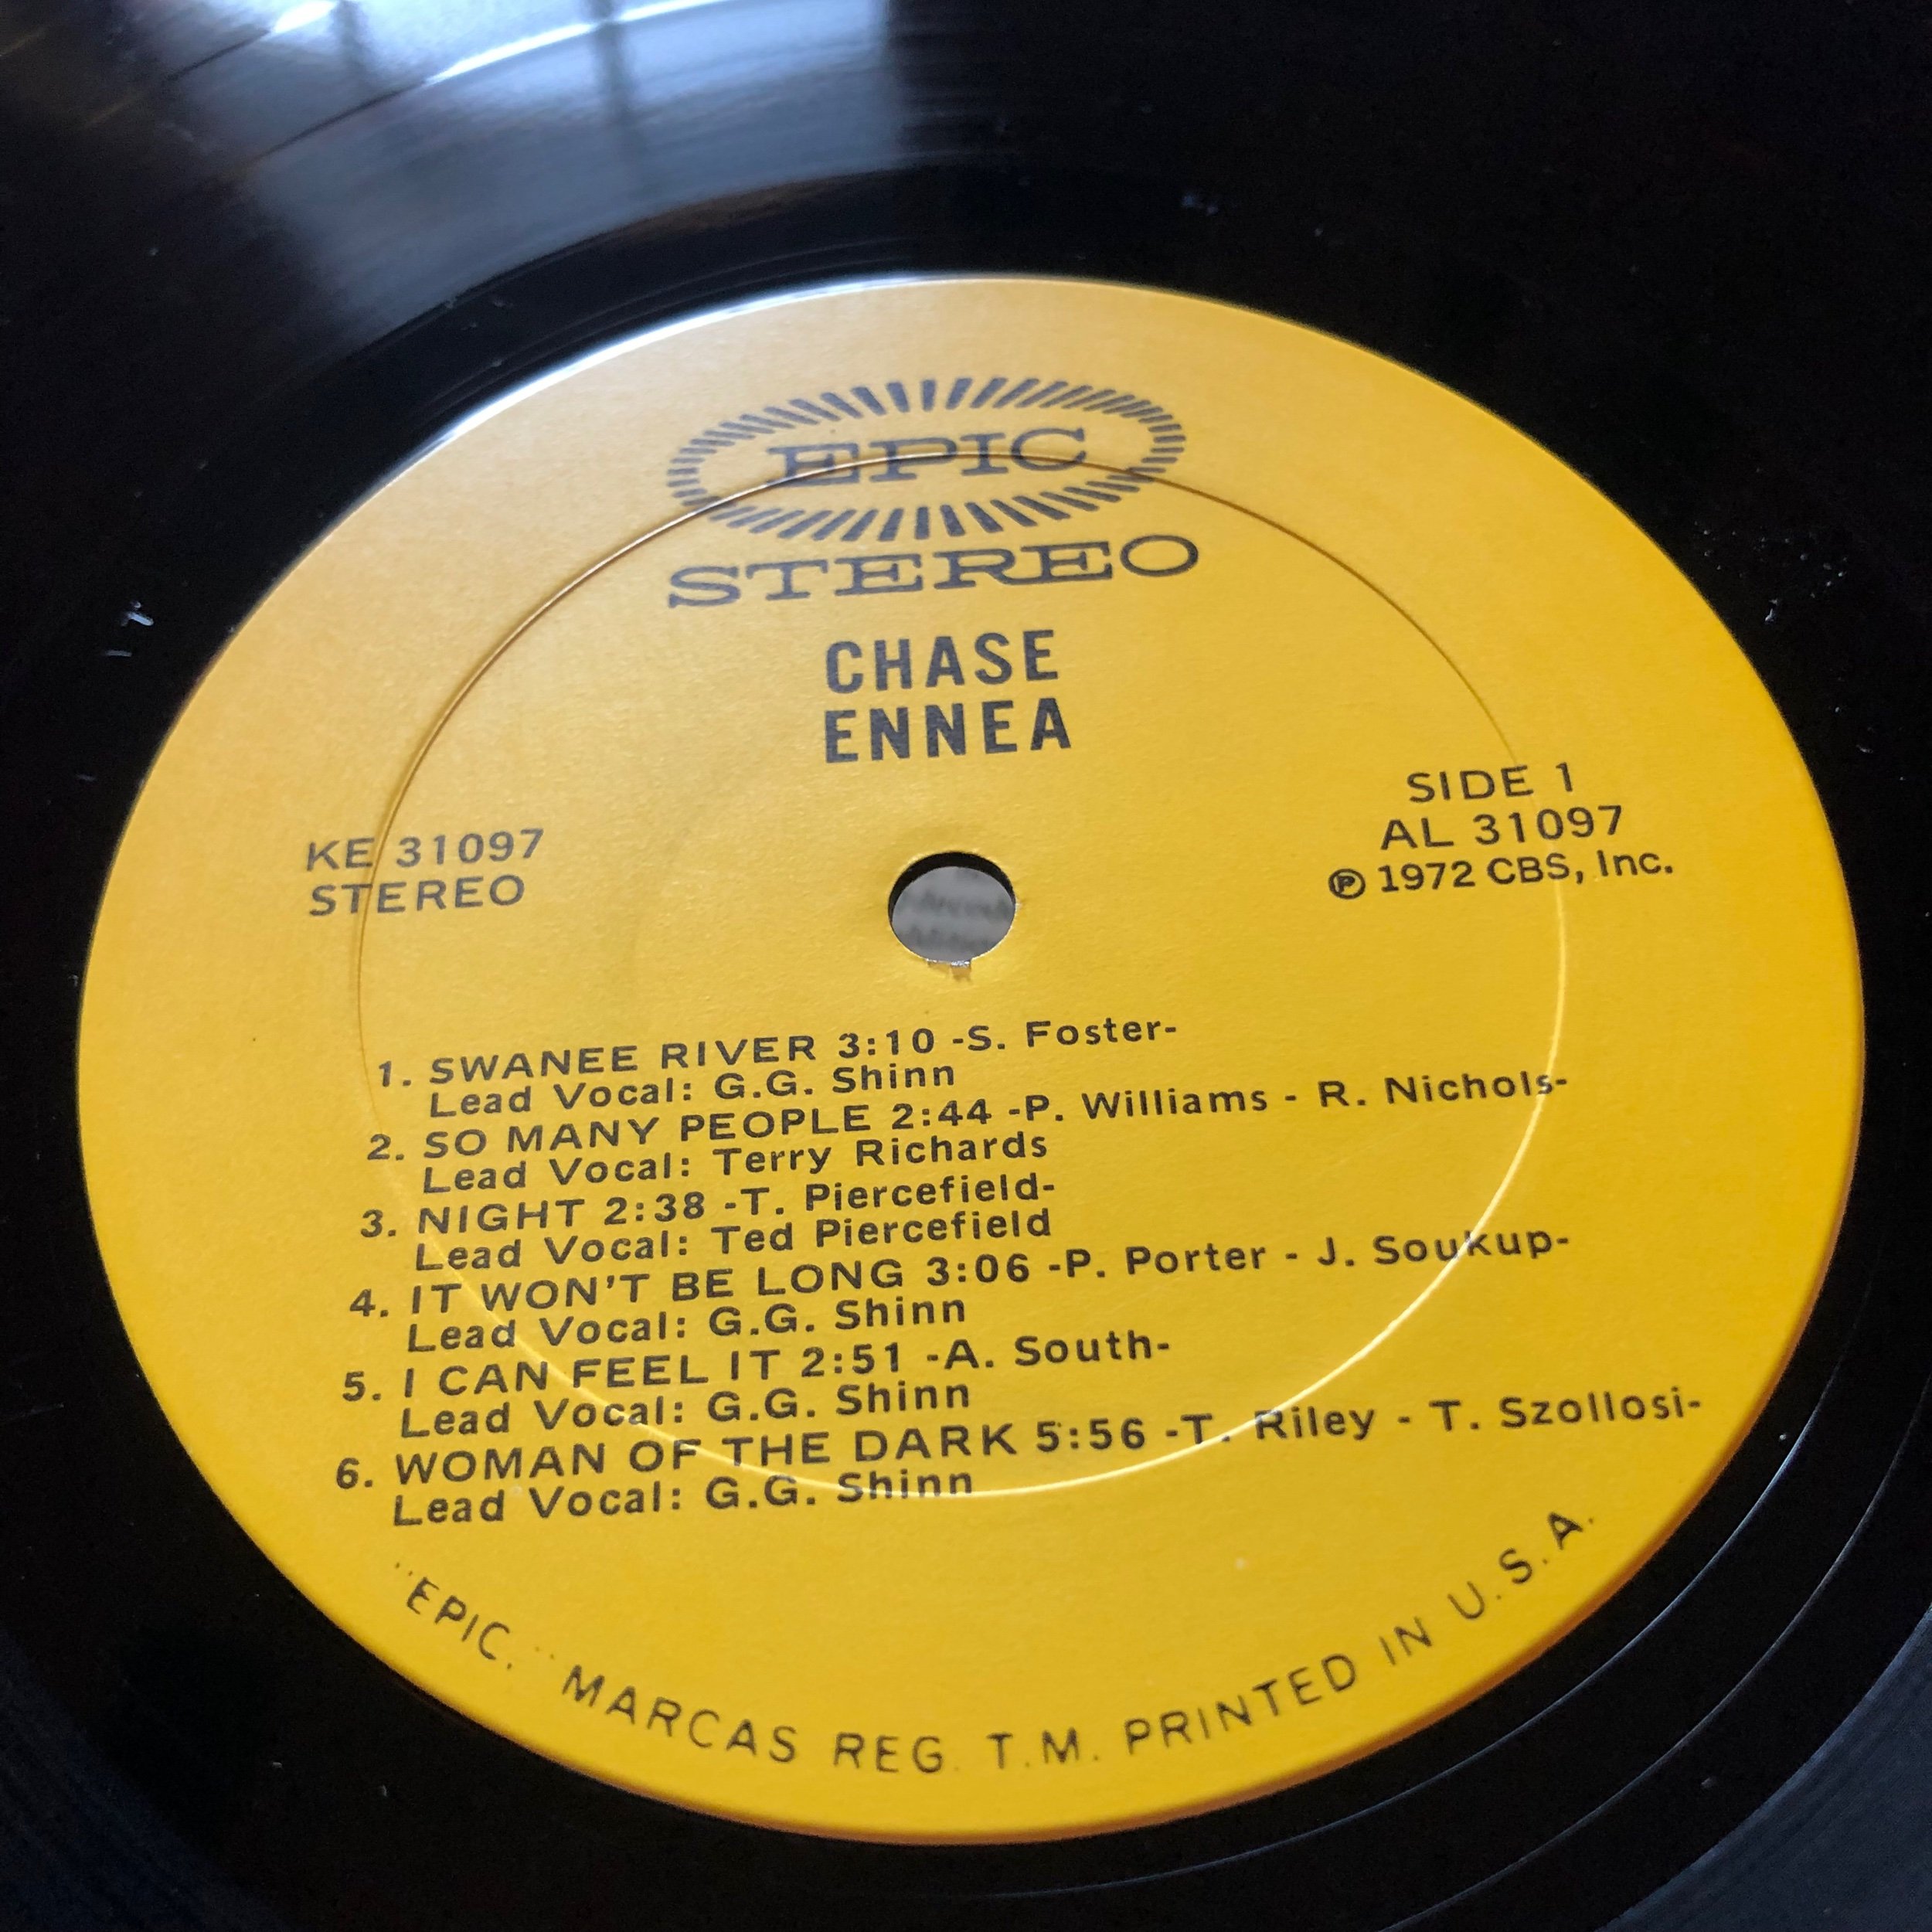 EPIC
STEREO
CHASE
ENNEA
KE 31097
STEREO
SIDE 1
AL 31097
Ⓟ 1972 CBS, Inc.
1. SWANEE RIVER 3:10 -S. Foster-
Lead Vocal: G.G. Shinn
2. SO MANY PEOPLE 2:44 -P. Williams - R. Nichols-
Lead Vocal: Terry Richards
3. NIGHT 2:38 -T. Piercefield-
Lead Vocal: Ted Piercefield
4. IT WON'T BE LONG 3:06 -P. Porter - J. Soukup-
Lead Vocal: G.G. Shinn
5. I CAN FEEL IT 2:51 -A. South-
Lead Vocal: G.G. Shinn
6. WOMAN OF THE DARK 5:56 -T. Riley - T. Szollosi-
Lead Vocal: G.G. Shinn
"EPIC," MARCAS REG. T.M. PRINTED IN U.S.A.